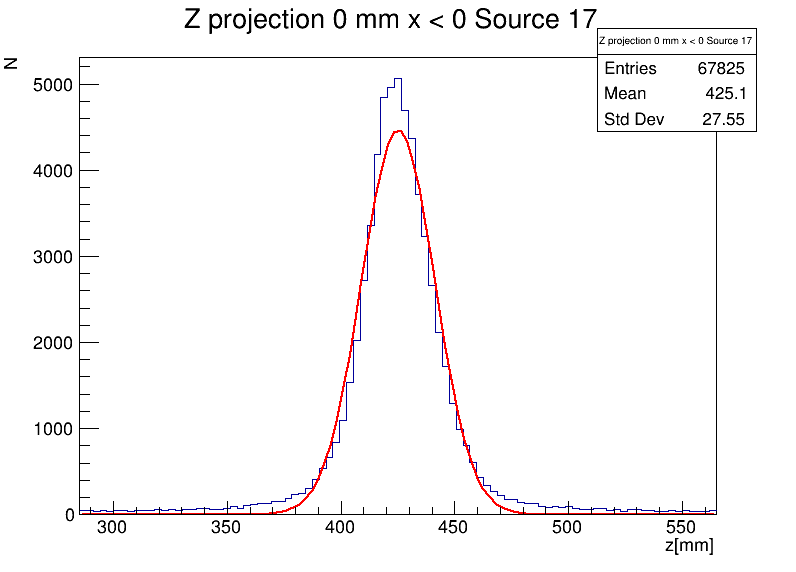 Z projection 0 mm x < 0 Source 17
Z projection 0 mm x < 0 Source 17
Entries 67825
Mean 425.1
Std Dev 27.55
N
5000
4000
3000
2000
1000
0
300 350 400 450 500 550
z[mm]